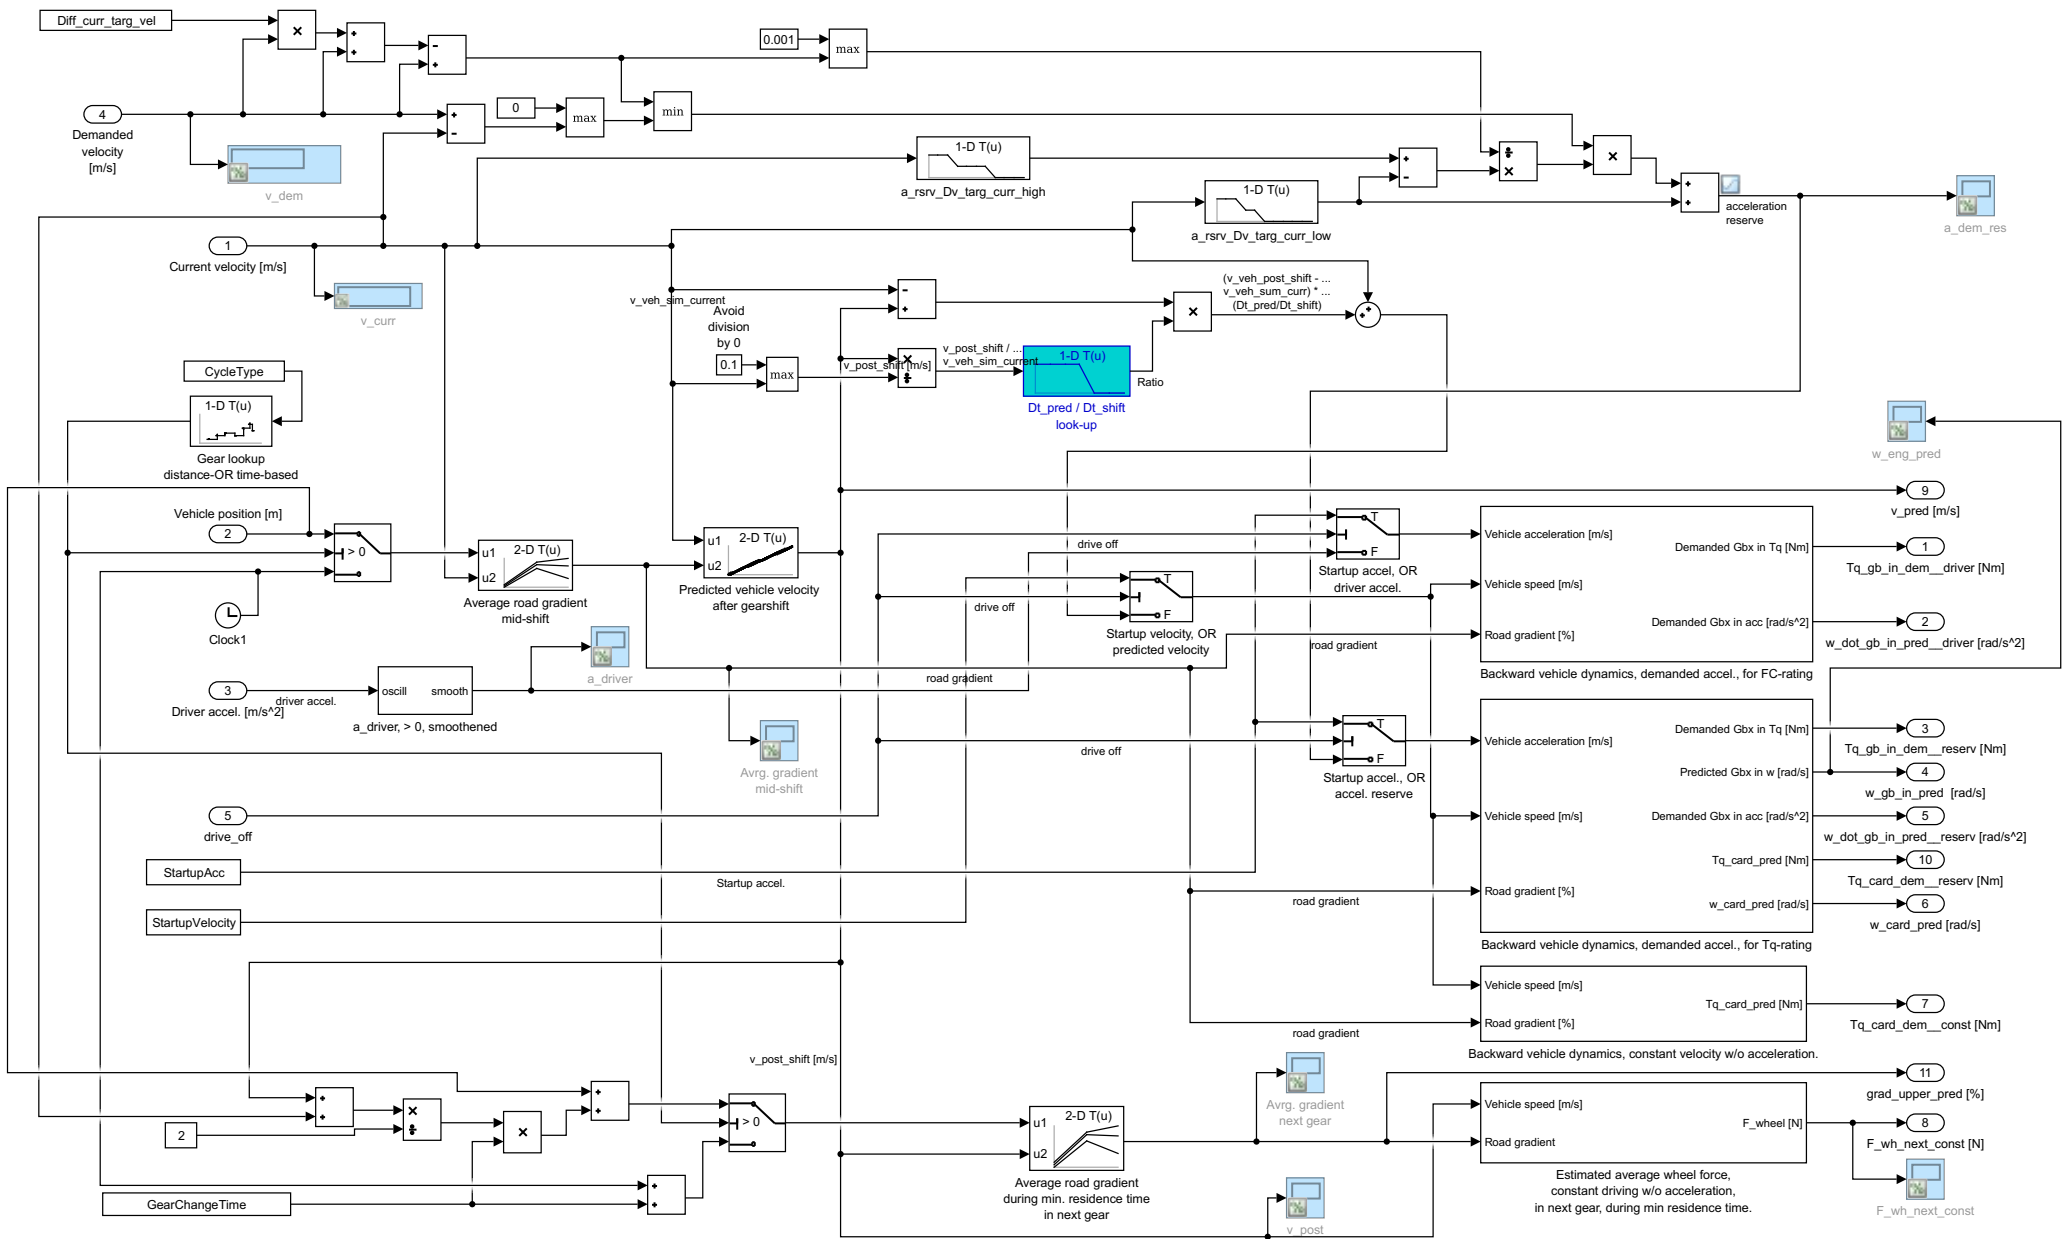 Diff_curr_targ_vel
×
+
+
-
+
0.001
max
4
Demanded
velocity
[m/s]
+
-
0
max
min
v_dem
1-D T(u)
a_rsrv_Dv_targ_curr_high
+
-
÷
×
×
1-D T(u)
a_rsrv_Dv_targ_curr_low
+
+
acceleration
reserve
a_dem_res
1
Current velocity [m/s]
v_curr
v_veh_sim_current
-
+
×
(v_veh_post_shift - ...
v_veh_sum_curr) * ...
(Dt_pred/Dt_shift)
+
+
Avoid
division
by 0
0.1
max
v_post_shift [m/s]
×
÷
v_post_shift / ...
v_veh_sim_current
1-D T(u)
Ratio
Dt_pred / Dt_shift
look-up
CycleType
1-D T(u)
Gear lookup
distance-OR time-based
w_eng_pred
9
v_pred [m/s]
Vehicle position [m]
2
> 0
u1
u2
2-D T(u)
Average road gradient
mid-shift
u1
u2
2-D T(u)
Predicted vehicle velocity
after gearshift
Clock1
drive off
T
F
Startup accel, OR
driver accel.
drive off
T
F
Startup velocity, OR
predicted velocity
road gradient
Vehicle acceleration [m/s]
Vehicle speed [m/s]
Road gradient [%]
Demanded Gbx in Tq [Nm]
Demanded Gbx in acc [rad/s^2]
Backward vehicle dynamics, demanded accel., for FC-rating
1
Tq_gb_in_dem__driver [Nm]
2
w_dot_gb_in_pred__driver [rad/s^2]
3
Driver accel. [m/s^2]
driver accel.
oscill
smooth
a_driver, > 0, smoothened
a_driver
road gradient
Avrg. gradient
mid-shift
drive off
T
F
Startup accel., OR
accel. reserve
Vehicle acceleration [m/s]
Vehicle speed [m/s]
Road gradient [%]
Demanded Gbx in Tq [Nm]
Predicted Gbx in w [rad/s]
Demanded Gbx in acc [rad/s^2]
Tq_card_pred [Nm]
w_card_pred [rad/s]
Backward vehicle dynamics, demanded accel., for Tq-rating
3
Tq_gb_in_dem__reserv [Nm]
4
w_gb_in_pred [rad/s]
5
w_dot_gb_in_pred__reserv [rad/s^2]
10
Tq_card_dem__reserv [Nm]
6
w_card_pred [rad/s]
5
drive_off
StartupAcc
Startup accel.
StartupVelocity
road gradient
road gradient
Vehicle speed [m/s]
Road gradient [%]
Tq_card_pred [Nm]
Backward vehicle dynamics, constant velocity w/o acceleration.
7
Tq_card_dem__const [Nm]
v_post_shift [m/s]
+
+
2
×
÷
×
+
+
> 0
GearChangeTime
+
+
u1
u2
2-D T(u)
Average road gradient
during min. residence time
in next gear
Avrg. gradient
next gear
v_post
Vehicle speed [m/s]
Road gradient
F_wheel [N]
Estimated average wheel force,
constant driving w/o acceleration,
in next gear, during min residence time.
11
grad_upper_pred [%]
8
F_wh_next_const [N]
F_wh_next_const